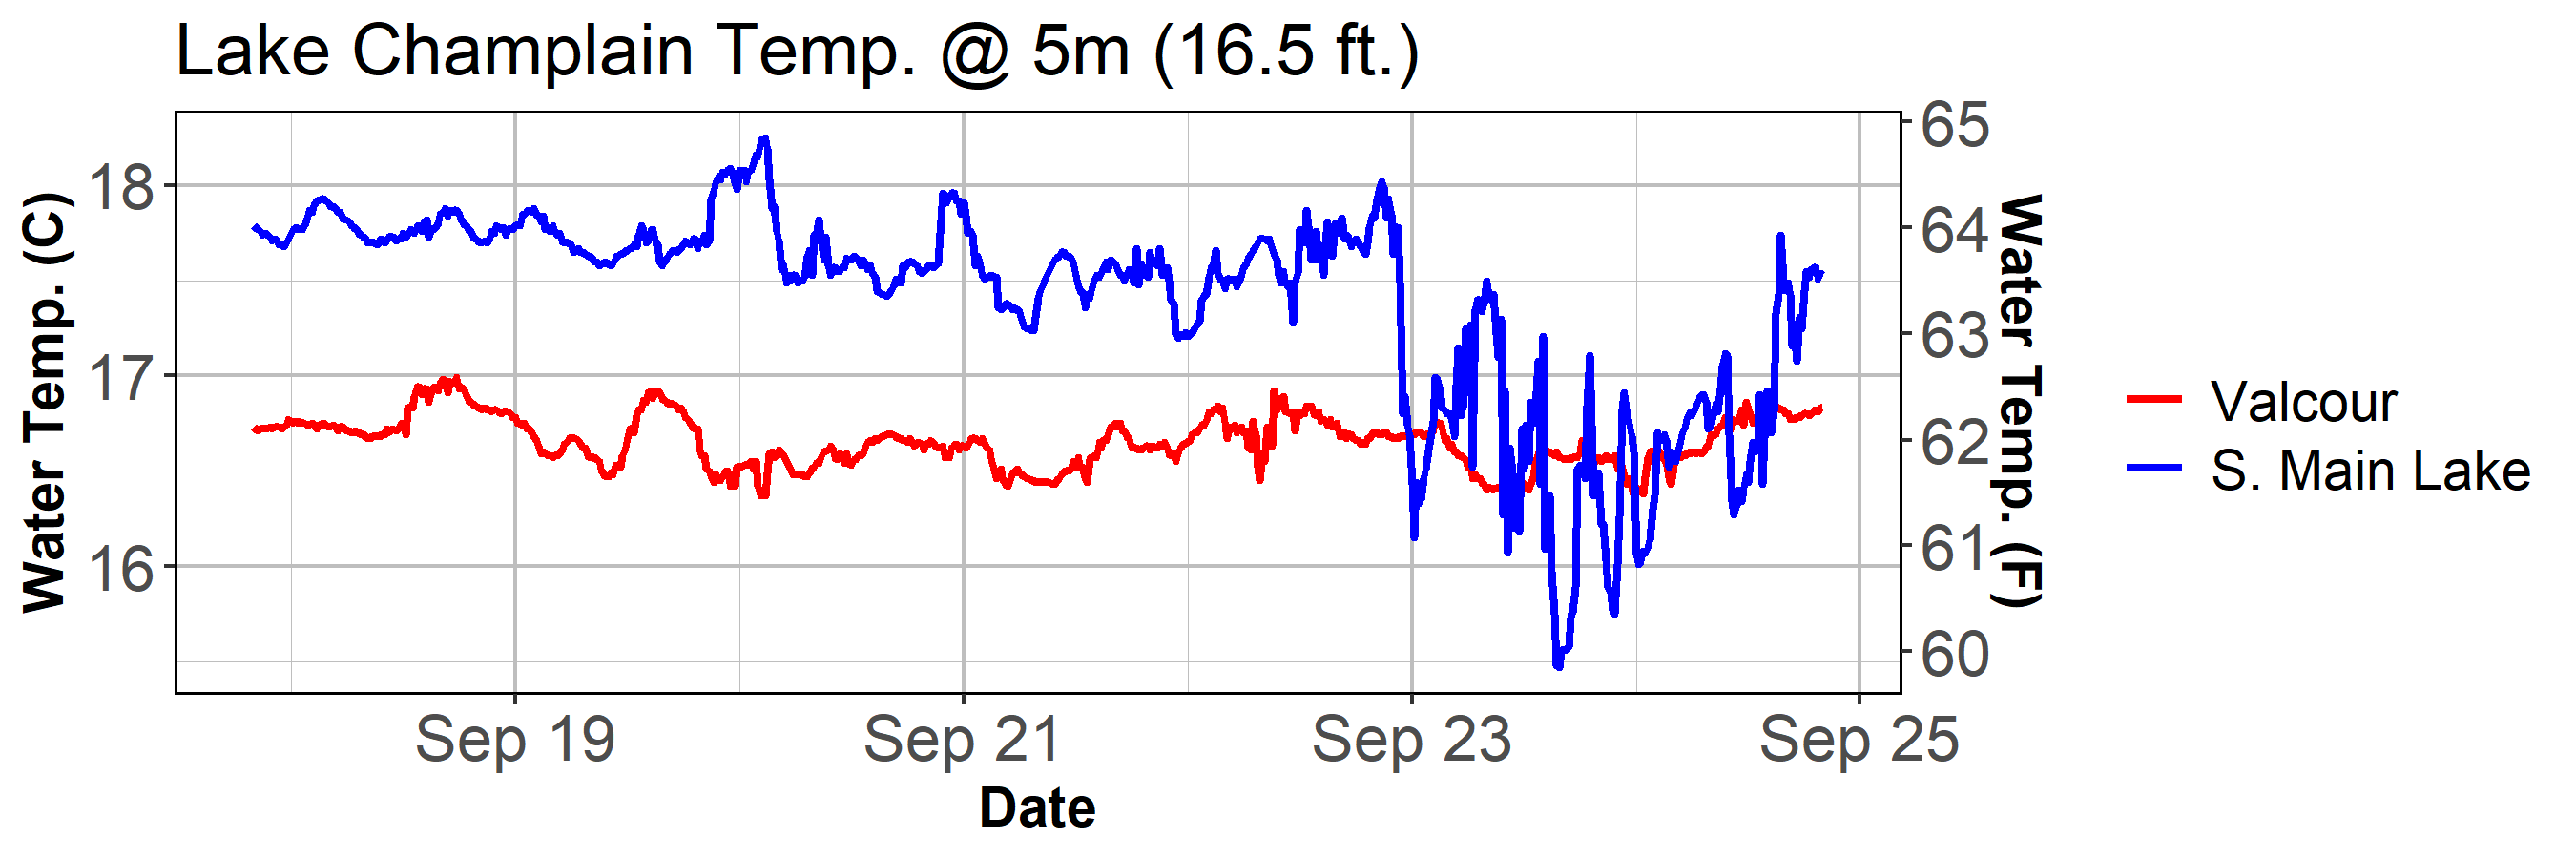 Lake Champlain Temp. @ 5m (16.5 ft.)
Water Temp. (C)
18
17
16
65
64
63
62
61
60
Water Temp. (F)
Sep 19
Sep 21
Sep 23
Sep 25
Date
Valcour
S. Main Lake